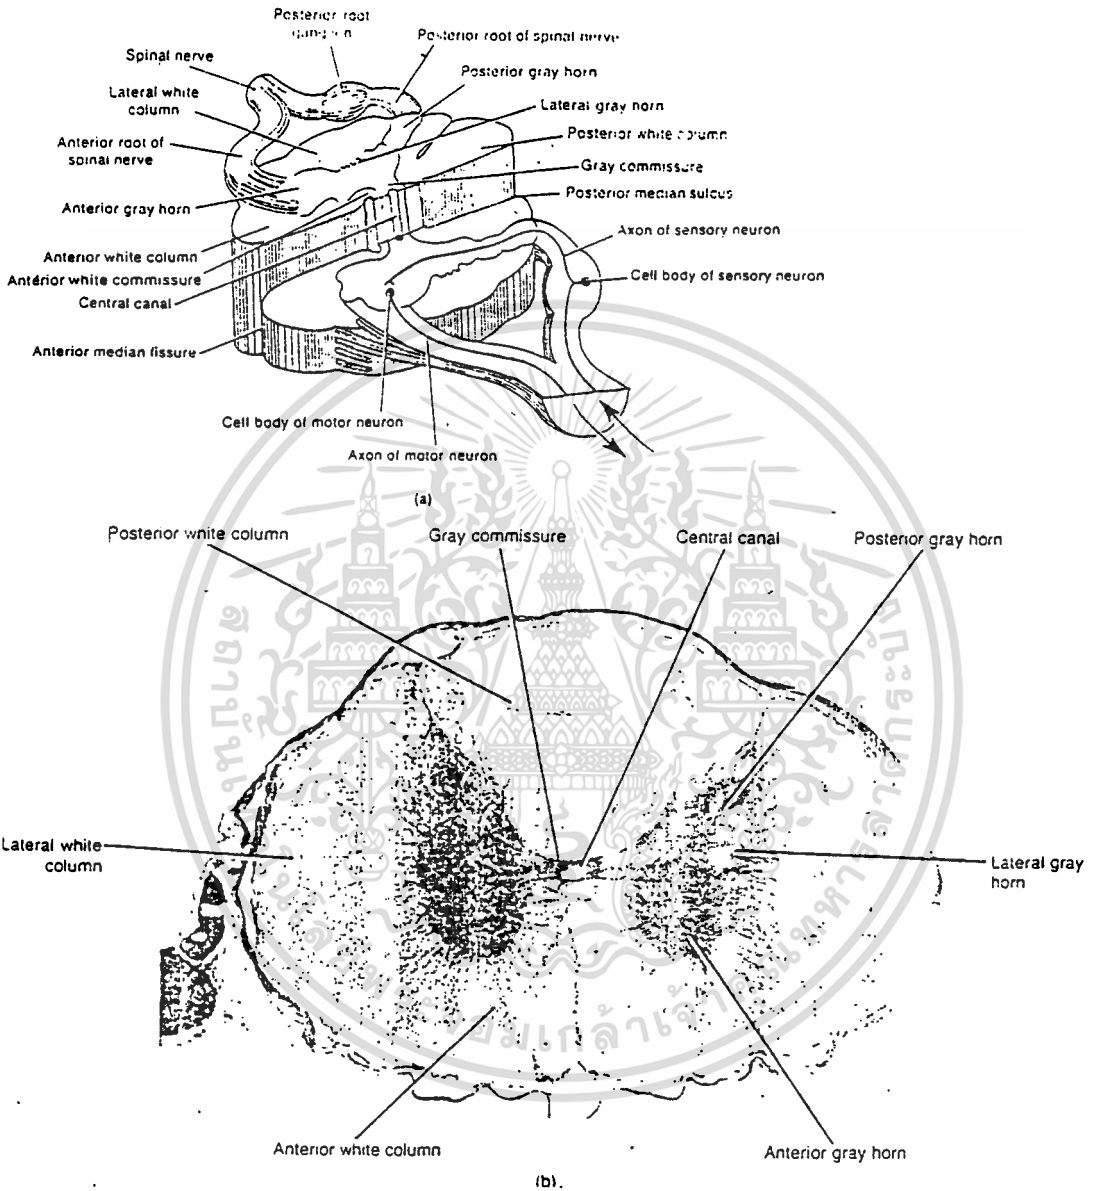 Posterior root
Posterior root of spinal nerve
Spinal nerve
Posterior gray horn
Lateral white
column
Lateral gray horn
Posterior white column
Anterior root of
spinal nerve
Gray commissure
Posterior median sulcus
Anterior gray horn
Axon of sensory neuron
Anterior white column
Cell body of sensory neuron
Anterior white commissure
Central canal
Anterior median fissure
Cell body of motor neuron
Axon of motor neuron
(a)
Posterior white column
Gray commissure
Central canal
Posterior gray horn
Lateral white
column
Lateral gray
horn
Anterior white column
Anterior gray horn
(b).